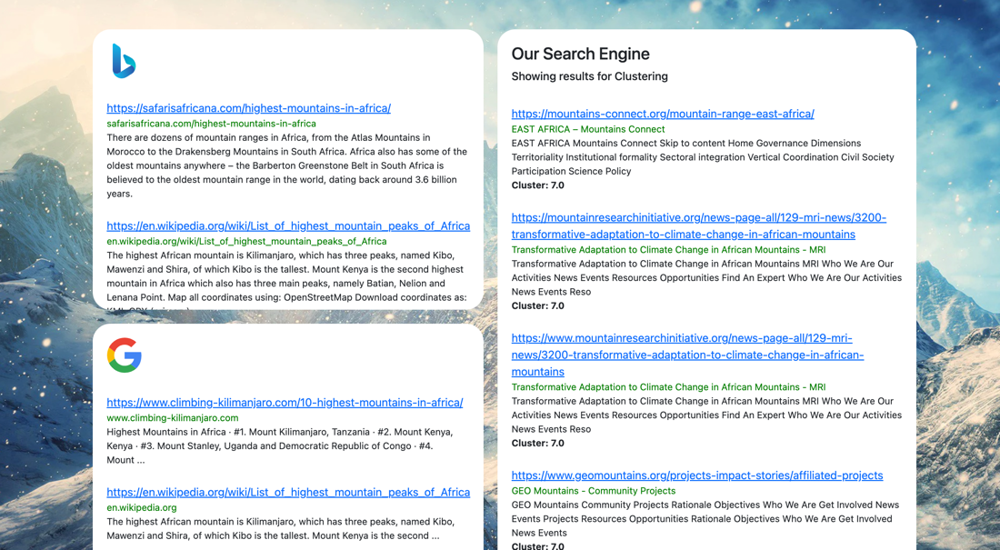 https://safarisafricana.com/highest-mountains-in-africa/
safarisafricana.com/highest-mountains-in-africa
There are dozens of mountain ranges in Africa, from the Atlas Mountains in
Morocco to the Drakensberg Mountains in South Africa. Africa also has some of the
oldest mountains anywhere – the Barberton Greenstone Belt in South Africa is
believed to the oldest mountain range in the world, dating back around 3.6 billion
years.
https://en.wikipedia.org/wiki/List_of_highest_mountain_peaks_of_Africa
en.wikipedia.org/wiki/List_of_highest_mountain_peaks_of_Africa
The highest African mountain is Kilimanjaro, which has three peaks, named Kibo,
Mawenzi and Shira, of which Kibo is the tallest. Mount Kenya is the second highest
mountain in Africa which also has three main peaks, namely Batian, Nelion and
Lenana Point. Map all coordinates using: OpenStreetMap Download coordinates as:
https://www.climbing-kilimanjaro.com/10-highest-mountains-in-africa/
www.climbing-kilimanjaro.com
Highest Mountains in Africa · #1. Mount Kilimanjaro, Tanzania · #2. Mount Kenya,
Kenya · #3. Mount Stanley, Uganda and Democratic Republic of Congo · #4.
Mount ...
https://en.wikipedia.org/wiki/List_of_highest_mountain_peaks_of_Africa
en.wikipedia.org
The highest African mountain is Kilimanjaro, which has three peaks, named Kibo,
Mawenzi and Shira, of which Kibo is the tallest. Mount Kenya is the second ...
Our Search Engine
Showing results for Clustering
https://mountains-connect.org/mountain-range-east-africa/
EAST AFRICA – Mountains Connect
EAST AFRICA Mountains Connect Skip to content Home Governance Dimensions
Territoriality Institutional formality Sectoral integration Vertical Coordination Civil Society
Participation Science Policy
Cluster: 7.0
https://mountainresearchinitiative.org/news-page-all/129-mri-news/3200-
transformative-adaptation-to-climate-change-in-african-mountains
Transformative Adaptation to Climate Change in African Mountains - MRI
Transformative Adaptation to Climate Change in African Mountains MRI Who We Are Our
Activities News Events Resources Opportunities Find An Expert Who We Are Our Activities
News Events Reso
Cluster: 7.0
https://www.mountainresearchinitiative.org/news-page-all/129-mri-
news/3200-transformative-adaptation-to-climate-change-in-african-
mountains
Transformative Adaptation to Climate Change in African Mountains - MRI
Transformative Adaptation to Climate Change in African Mountains MRI Who We Are Our
Activities News Events Resources Opportunities Find An Expert Who We Are Our Activities
News Events Reso
Cluster: 7.0
https://www.geomountains.org/projects-impact-stories/affiliated-projects
GEO Mountains - Community Projects
GEO Mountains Community Projects Rationale Objectives Who We Are Get Involved News
Events Projects Resources Opportunities Rationale Objectives Who We Are Get Involved
News Events
Cluster: 7.0